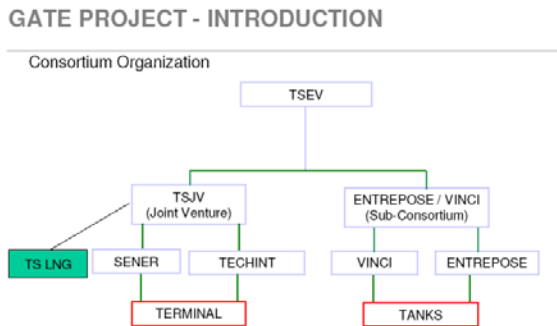 GATE PROJECT - INTRODUCTION
Consortium Organization
TSEV
TSJV
(Joint Venture)
ENTREPOSE / VINCI
(Sub-Consortium)
TS LNG
SENER
TECHINT
VINCI
ENTREPOSE
TERMINAL
TANKS